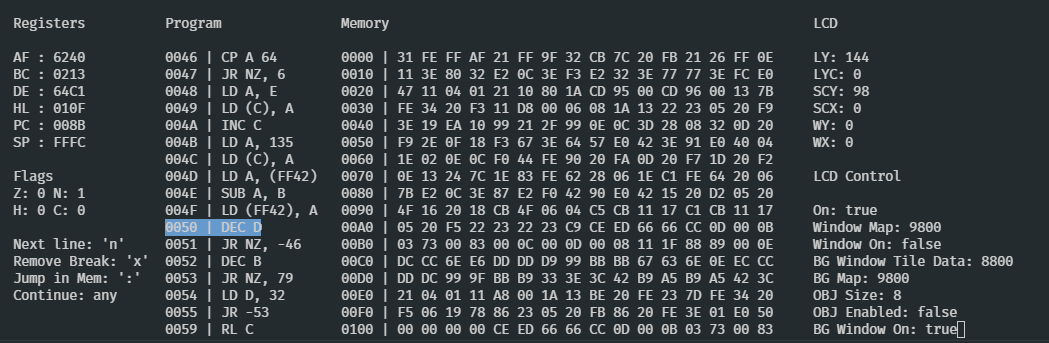 Registers Program Memory LCD
AF : 6240 0046 | CP A 64 0000 | 31 FE FF AF 21 FF 9F 32 CB 7C 20 FB 21 26 FF 0E LY: 144
BC : 0213 0047 | JR NZ, 6 0010 | 11 3E 80 32 E2 0C 3E F3 E2 32 3E 77 77 3E FC E0 LYC: 0
DE : 64C1 0048 | LD A, E 0020 | 47 11 04 01 21 10 80 1A CD 95 00 CD 96 00 13 7B SCY: 98
HL : 010F 0049 | LD (C), A 0030 | FE 34 20 F3 11 D8 00 06 08 1A 13 22 23 05 20 F9 SCX: 0
PC : 008B 004A | INC C 0040 | 3E 19 EA 10 99 21 2F 99 0E 0C 3D 28 08 32 0D 20 WY: 0
SP : FFFC 004B | LD A, 135 0050 | F9 2E 0F 18 F3 67 3E 64 57 E0 42 3E 91 E0 40 04 WX: 0
004C | LD (C), A 0060 | 1E 02 0E 0C F0 44 FE 90 20 FA 0D 20 F7 1D 20 F2
Flags 004D | LD A, (FF42) 0070 | 0E 13 24 7C 1E 83 FE 62 28 06 1E C1 FE 64 20 06 LCD Control
Z: 0 N: 1 004E | SUB A, B 0080 | 7B E2 0C 3E 87 E2 F0 42 90 E0 42 15 20 D2 05 20
H: 0 C: 0 004F | LD (FF42), A 0090 | 4F 16 20 18 CB 4F 06 04 C5 CB 11 17 C1 CB 11 17 On: true
0050 | DEC D 00A0 | 05 20 F5 22 23 22 23 C9 CE ED 66 66 CC 0D 00 0B Window Map: 9800
Next line: 'n' 0051 | JR NZ, -46 00B0 | 03 73 00 83 00 0C 00 0D 00 08 11 1F 88 89 00 0E Window On: false
Remove Break: 'x' 0052 | DEC B 00C0 | DC CC 6E E6 DD DD D9 99 BB BB 67 63 6E 0E EC CC BG Window Tile Data: 8800
Jump in Mem: ':' 0053 | JR NZ, 79 00D0 | DD DC 99 9F BB B9 33 3E 3C 42 B9 A5 B9 A5 42 3C BG Map: 9800
Continue: any 0054 | LD D, 32 00E0 | 21 04 01 11 A8 00 1A 13 BE 20 FE 23 7D FE 34 20 OBJ Size: 8
0055 | JR -53 00F0 | F5 06 19 78 86 23 05 20 FB 86 20 FE 3E 01 E0 50 OBJ Enabled: false
0059 | RL C 0100 | 00 00 00 00 CE ED 66 66 CC 0D 00 0B 03 73 00 83 BG Window On: true